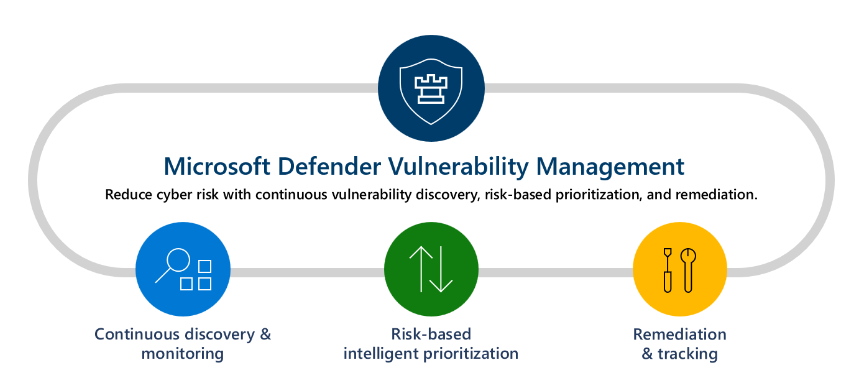 Microsoft Defender Vulnerability Management
Reduce cyber risk with continuous vulnerability discovery, risk-based prioritization, and remediation.
Continuous discovery &
monitoring
Risk-based
intelligent prioritization
Remediation
& tracking